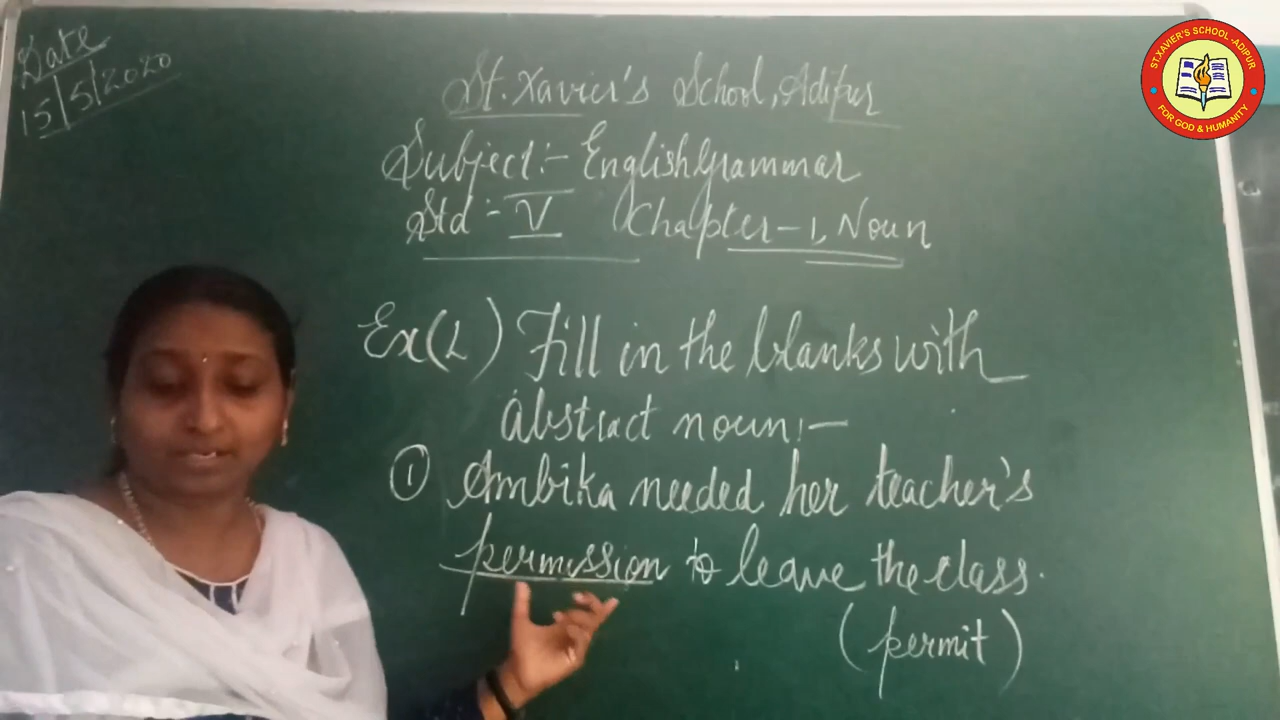 Date
15/5/2020
St. Xavier's School, Adipur
Subject:- English Grammar
Std :- V Chapter - 1, Noun
Ex(L) Fill in the blanks with
abstract noun:-
① Ambika needed her teacher's
permission to leave the class.
(permit)
ST.XAVIER'S SCHOOL-ADIPUR
FOR GOD & HUMANITY